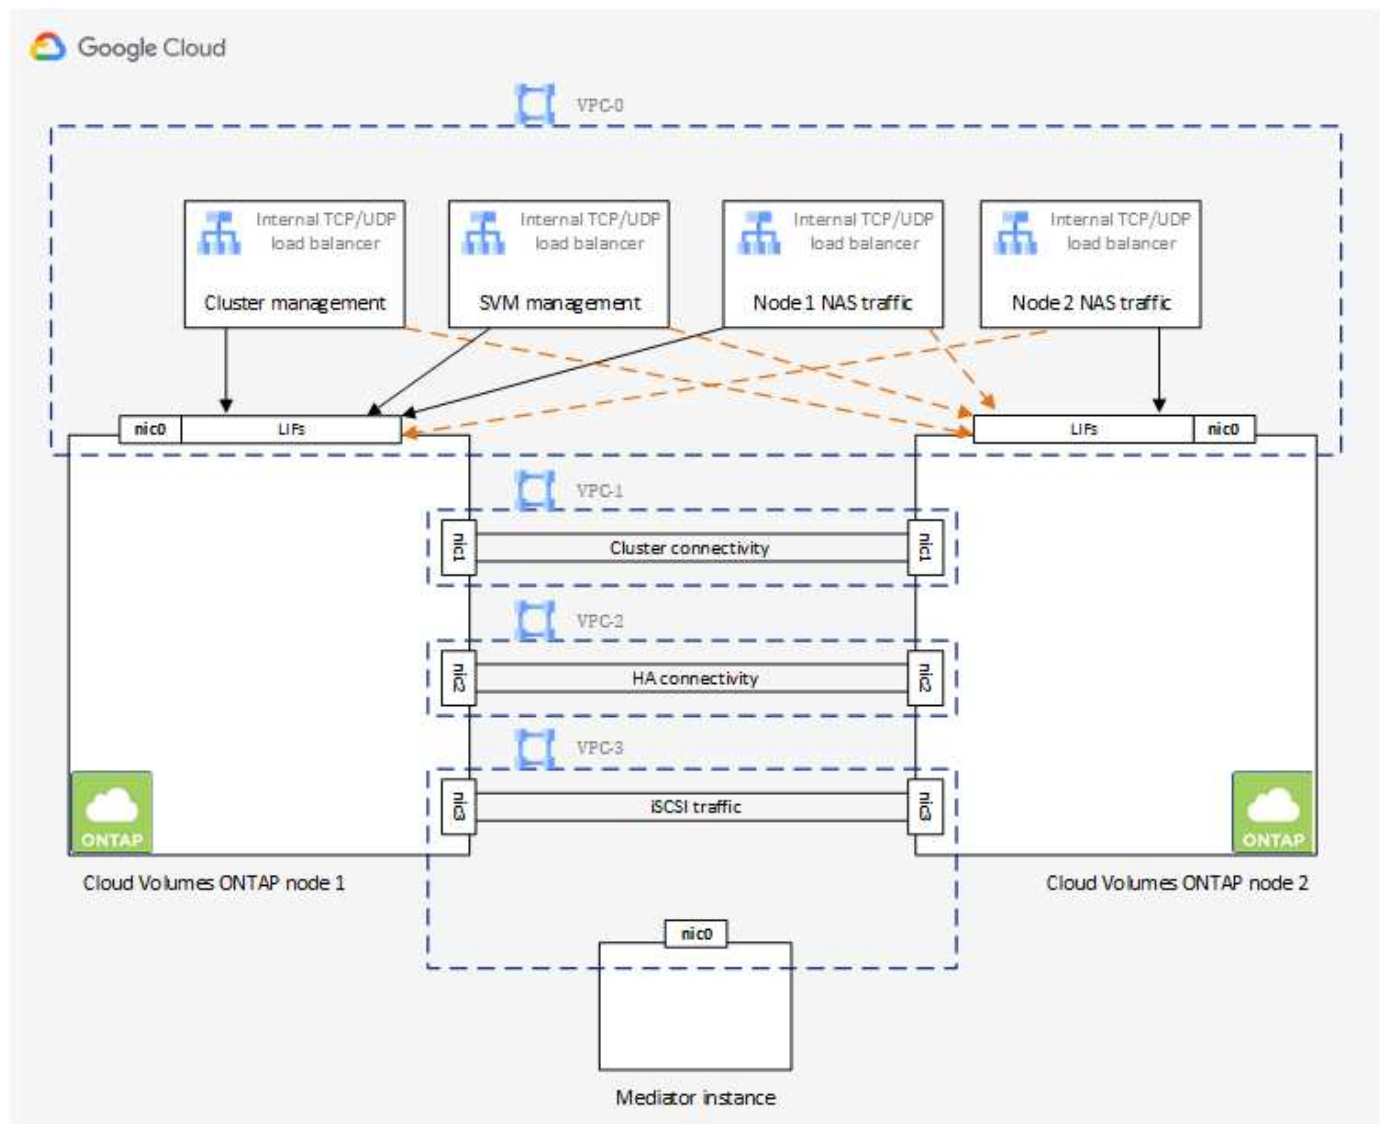 Google Cloud
VPC-0
Internal TCP/UDP
load balancer
Cluster management
Internal TCP/UDP
load balancer
SVM management
Internal TCP/UDP
load balancer
Node 1 NAS traffic
Internal TCP/UDP
load balancer
Node 2 NAS traffic
nic0
LIFs
LIFs
nic0
VPC-1
nic1
Cluster connectivity
nic1
VPC-2
nic2
HA connectivity
nic2
VPC-3
nic3
iSCSI traffic
nic3
ONTAP
ONTAP
Cloud Volumes ONTAP node 1
Cloud Volumes ONTAP node 2
nic0
Mediator instance